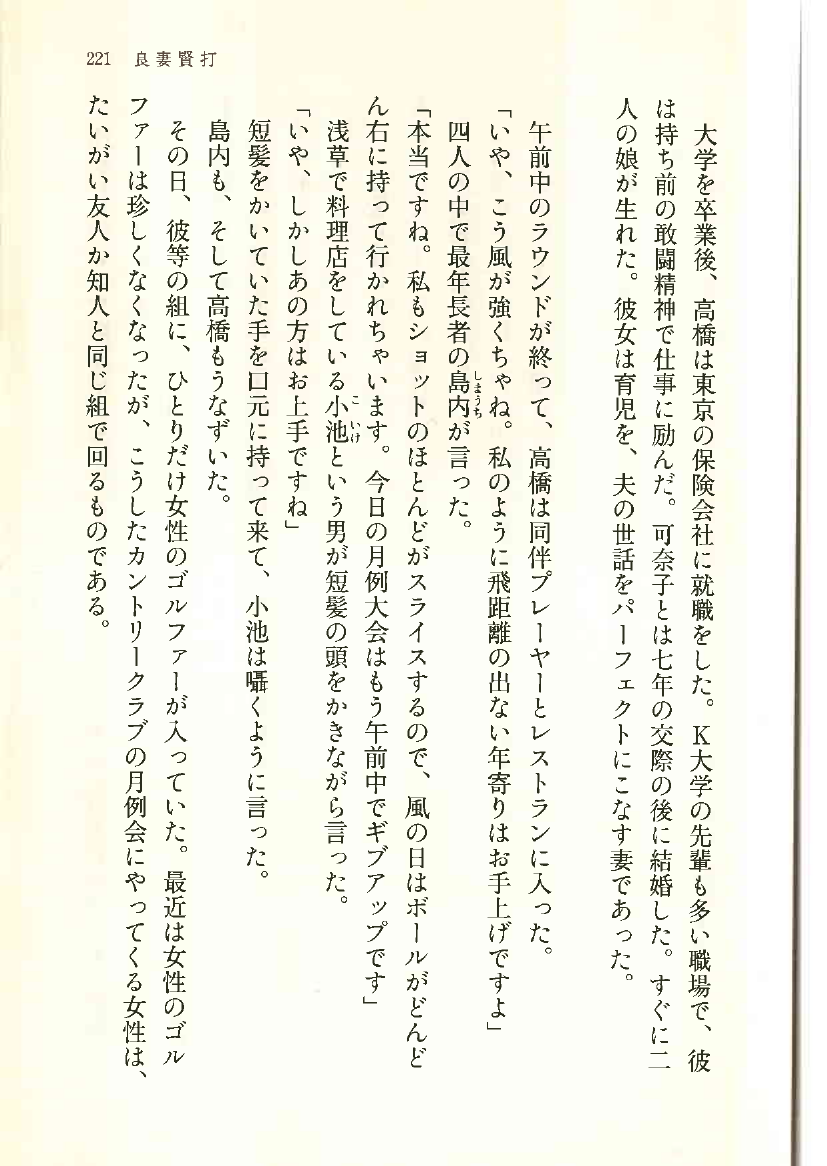 221 良妻賢打
大学を卒業後、高橋は東京の保険会社に就職をした。K大学の先輩も多い職場で、彼
は持ち前の敢闘精神で仕事に励んだ。可奈子とは七年の交際の後に結婚した。すぐに二
人の娘が生れた。彼女は育児を、夫の世話をパーフェクトにこなす妻であった。
午前中のラウンドが終って、高橋は同伴プレーヤーとレストランに入った。
「いや、こう風が強くちゃね。私のように飛距離の出ない年寄りはお手上げですよ」
四人の中で最年長者の島内が言った。
しまうち
「本当ですね。私もショットのほとんどがスライスするので、風の日はボールがどんど
ん右に持って行かれちゃいます。今日の月例大会はもう午前中でギブアップです」
浅草で料理店をしている小池という男が短髪の頭をかきながら言った。
こいけ
「いや、しかしあの方はお上手ですね」
短髪をかいていた手を口元に持って来て、小池は囁くように言った。
島内も、そして高橋もうなずいた。
その日、彼等の組に、ひとりだけ女性のゴルファーが入っていた。最近は女性のゴル
ファーは珍しくなくなったが、こうしたカントリークラブの月例会にやってくる女性は、
たいがい友人か知人と同じ組で回るものである。